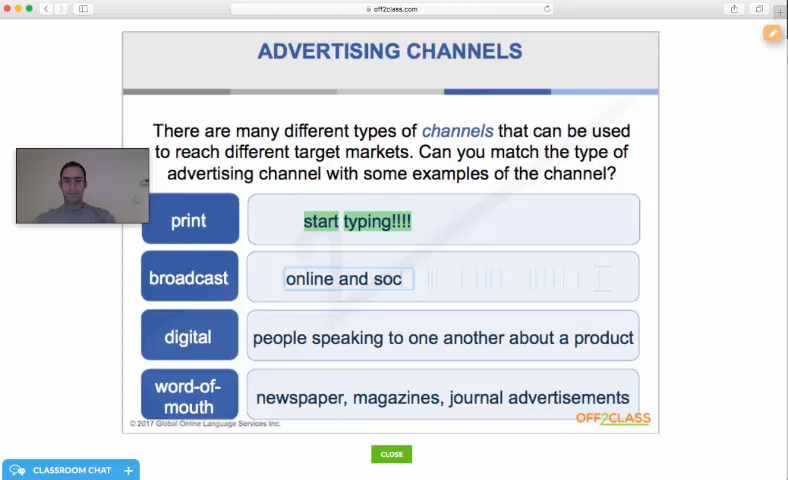 off2class.com
ADVERTISING CHANNELS
There are many different types of channels that can be used
to reach different target markets. Can you match the type of
advertising channel with some examples of the channel?
print
start typing!!!!
broadcast
online and soc
digital
people speaking to one another about a product
word-of-
mouth
newspaper, magazines, journal advertisements
OFF2CLASS
© 2017 Global Online Language Services Inc.
CLOSE
CLASSROOM CHAT +